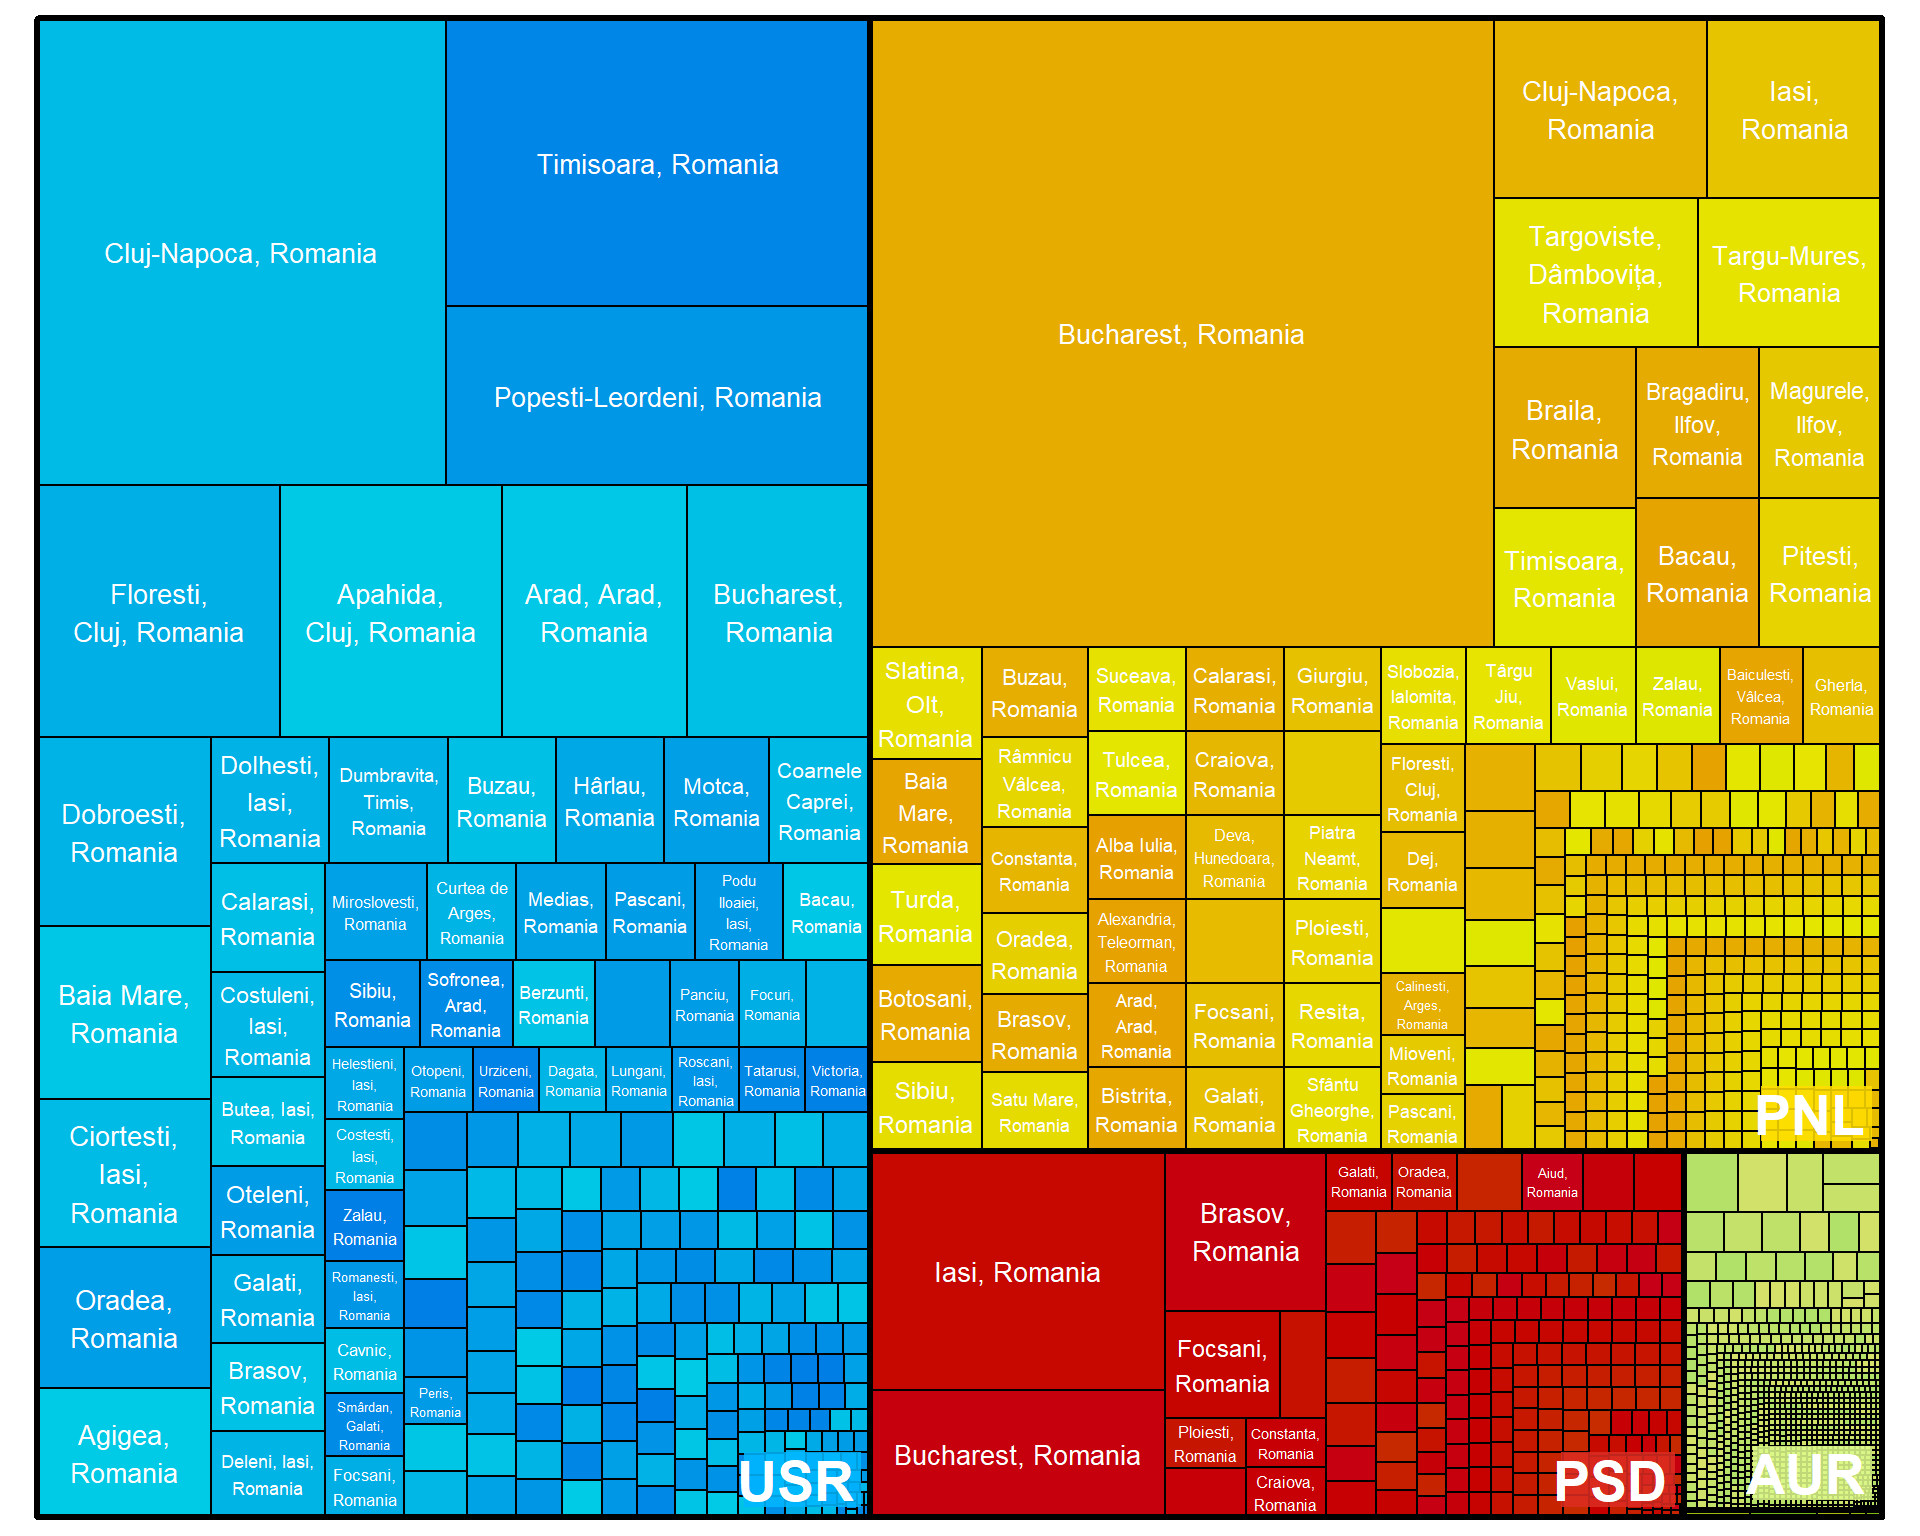 Cluj-Napoca, Romania
Timisoara, Romania
Popesti-Leordeni, Romania
Floresti,
Cluj, Romania
Apahida,
Cluj, Romania
Arad, Arad,
Romania
Bucharest,
Romania
Dobroesti,
Romania
Baia Mare,
Romania
Ciortesti,
Iasi,
Romania
Oradea,
Romania
Agigea,
Romania
Dolhesti,
Iasi,
Romania
Calarasi,
Romania
Costuleni,
Iasi,
Romania
Butea, Iasi,
Romania
Oteleni,
Romania
Galati,
Romania
Brasov,
Romania
Deleni, Iasi,
Romania
Dumbravita,
Timis,
Romania
Buzau,
Romania
Hârlau,
Romania
Motca,
Romania
Coarnele
Caprei,
Romania
Miroslovesti,
Romania
Curtea de
Arges,
Romania
Medias,
Romania
Pascani,
Romania
Podu
Iloaiei,
Iasi,
Romania
Bacau,
Romania
Sibiu,
Romania
Sofronea,
Arad,
Romania
Berzunti,
Romania
Panciu,
Romania
Focuri,
Romania
Helestieni,
Iasi,
Romania
Otopeni,
Romania
Urziceni,
Romania
Dagata,
Romania
Lungani,
Romania
Roscani,
Iasi,
Romania
Tatarusi,
Romania
Victoria,
Romania
Costesti,
Iasi,
Romania
Zalau,
Romania
Romanesti,
Iasi,
Romania
Cavnic,
Romania
Smârdan,
Galati,
Romania
Focsani,
Romania
Peris,
Romania
USR
Bucharest, Romania
Cluj-Napoca,
Romania
Iasi,
Romania
Targoviste,
Dâmbovița,
Romania
Targu-Mures,
Romania
Braila,
Romania
Bragadiru,
Ilfov,
Romania
Magurele,
Ilfov,
Romania
Timisoara,
Romania
Bacau,
Romania
Pitesti,
Romania
Slatina,
Olt,
Romania
Baia
Mare,
Romania
Turda,
Romania
Botosani,
Romania
Sibiu,
Romania
Buzau,
Romania
Râmnicu
Vâlcea,
Romania
Constanta,
Romania
Oradea,
Romania
Brasov,
Romania
Satu Mare,
Romania
Suceava,
Romania
Tulcea,
Romania
Alba Iulia,
Romania
Alexandria,
Teleorman,
Romania
Arad,
Arad,
Romania
Bistrita,
Romania
Calarasi,
Romania
Craiova,
Romania
Deva,
Hunedoara,
Romania
Focsani,
Romania
Galati,
Romania
Giurgiu,
Romania
Piatra
Neamt,
Romania
Ploiesti,
Romania
Resita,
Romania
Sfântu
Gheorghe,
Romania
Slobozia,
Ialomita,
Romania
Târgu
Jiu,
Romania
Vaslui,
Romania
Zalau,
Romania
Baiculesti,
Vâlcea,
Romania
Gherla,
Romania
Floresti,
Cluj,
Romania
Dej,
Romania
Calinesti,
Arges,
Romania
Mioveni,
Romania
Pascani,
Romania
PNL
Iasi, Romania
Bucharest, Romania
Brasov,
Romania
Focsani,
Romania
Ploiesti,
Romania
Constanta,
Romania
Craiova,
Romania
Galati,
Romania
Oradea,
Romania
Aiud,
Romania
PSD
AUR